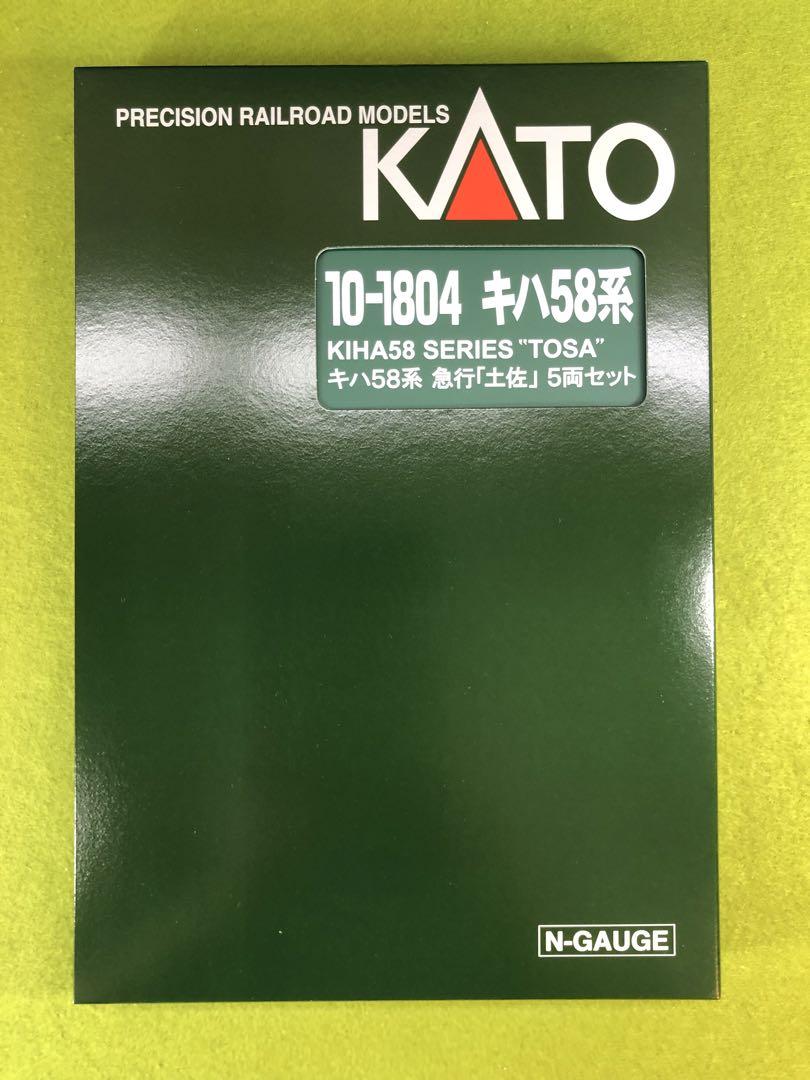 PRECISION RAILROAD MODELS
KATO
10-1804 キハ58系
KIHA58 SERIES "TOSA"
キハ58系 急行「土佐」 5両セット
N-GAUGE